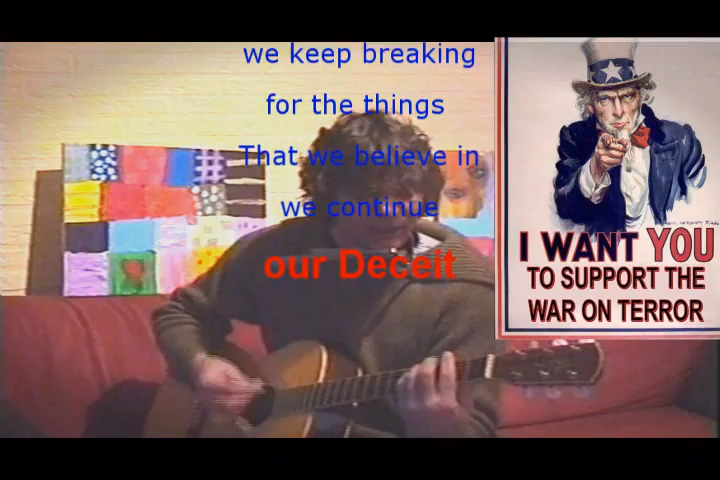 we keep breaking
for the things
That we believe in
we continue
our Deceit
I WANT YOU
TO SUPPORT THE
WAR ON TERROR